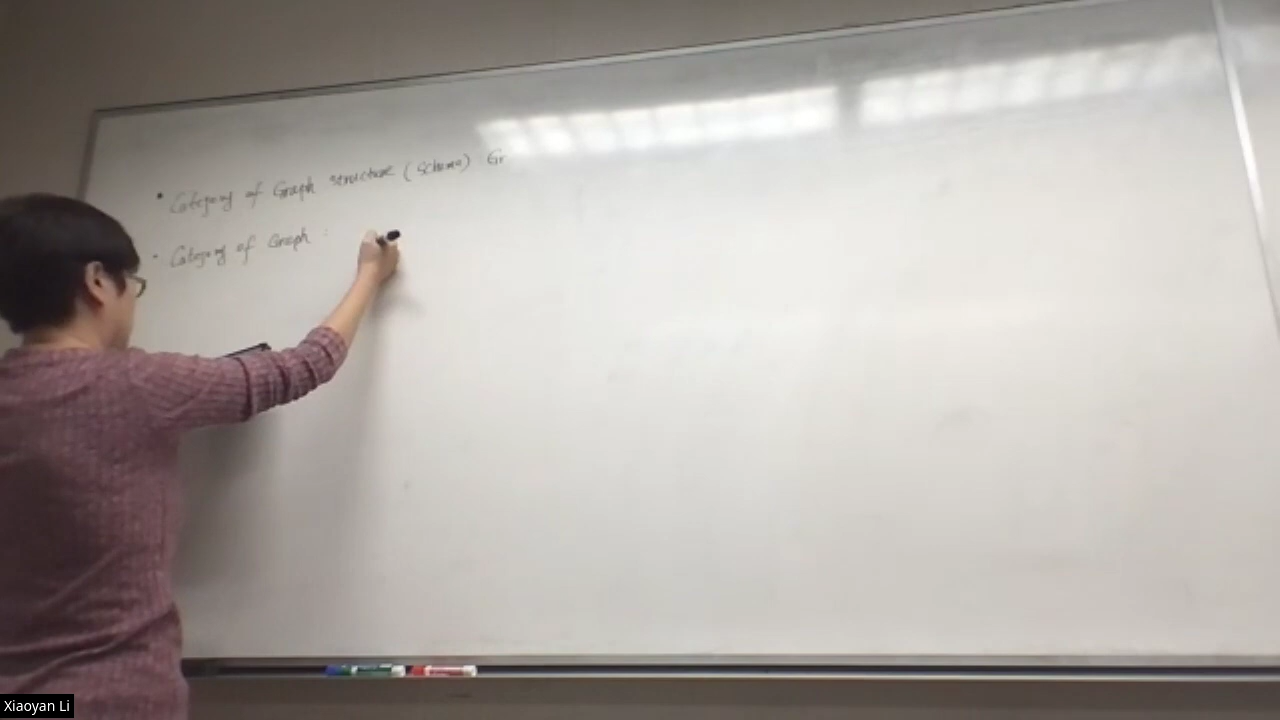 • Category of Graph structure (Schema) Gr
• Category of Graph :
Xiaoyan Li